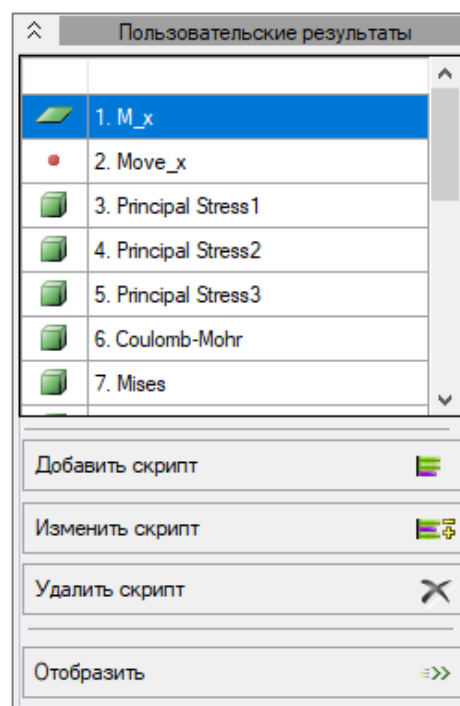 Пользовательские результаты
1. M_x
2. Move_x
3. Principal Stress1
4. Principal Stress2
5. Principal Stress3
6. Coulomb-Mohr
7. Mises
Добавить скрипт
Изменить скрипт
Удалить скрипт
Отобразить